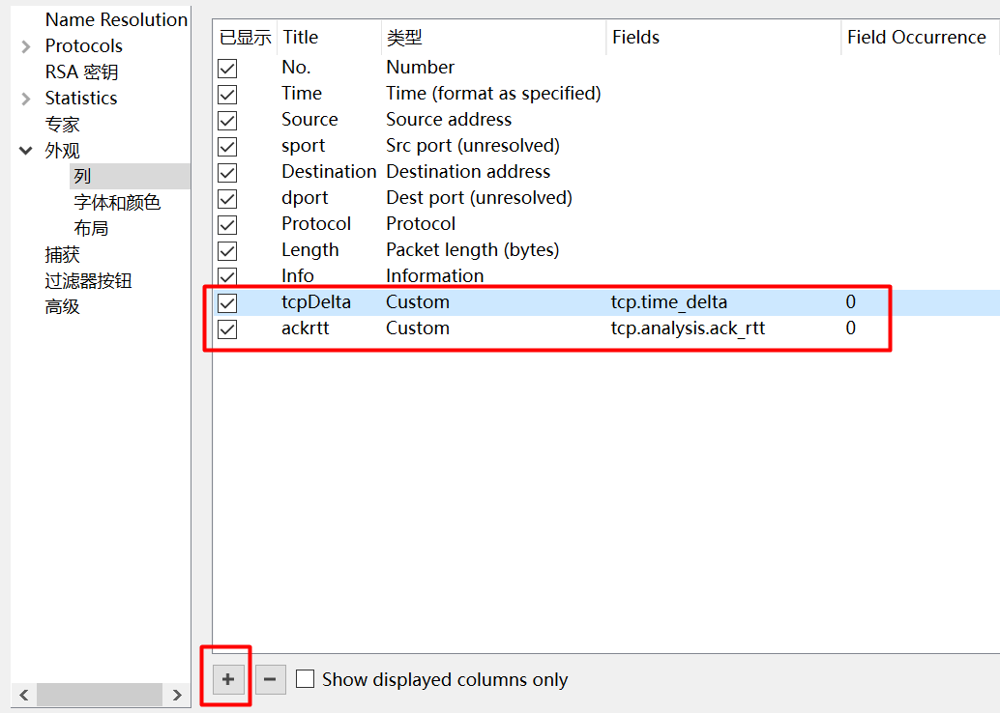 Name Resolution
Protocols
RSA 密钥
Statistics
专家
外观
列
字体和颜色
布局
捕获
过滤器按钮
高级
已显示 Title 类型 Fields Field Occurrence
No. Number
Time Time (format as specified)
Source Source address
sport Src port (unresolved)
Destination Destination address
dport Dest port (unresolved)
Protocol Protocol
Length Packet length (bytes)
Info Information
tcpDelta Custom tcp.time_delta 0
ackrtt Custom tcp.analysis.ack_rtt 0
Show displayed columns only